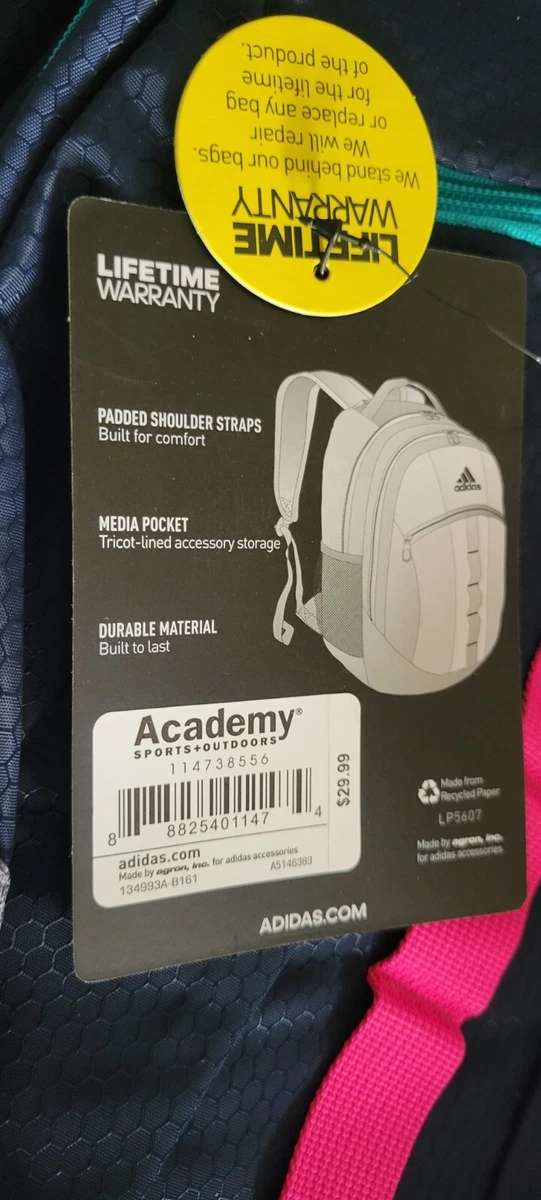 LIFETIME
WARRANTY
We stand behind our bags.
We will repair
or replace any bag
for the lifetime
of the product.
LIFETIME
WARRANTY
PADDED SHOULDER STRAPS
Built for comfort
MEDIA POCKET
Tricot-lined accessory storage
DURABLE MATERIAL
Built to last
adidas
Academy®
SPORTS+OUTDOORS
114738556
8 8825401147 4
$29.99
adidas.com
Made by agron, inc. for adidas accessories
134993A-B161
A5146383
Made from
Recycled Paper
LP5607
Made by agron, inc.
for adidas accessories
ADIDAS.COM